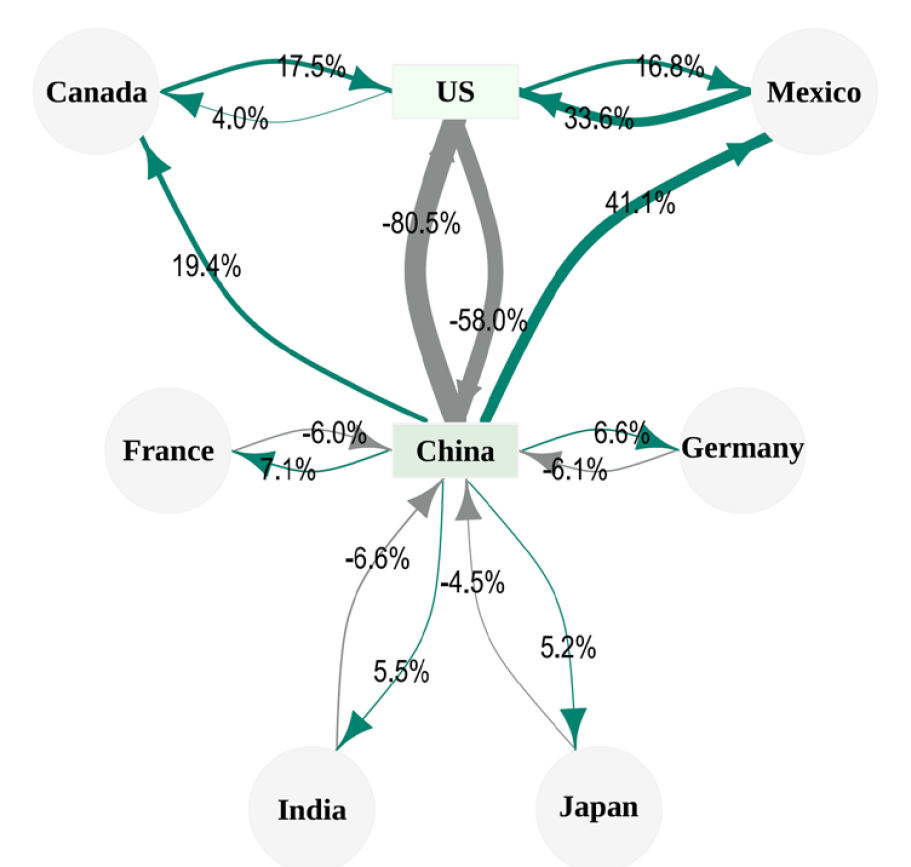 17.5%
16.8%
Canada
US
Mexico
4.0%
33.6%
41.1%
-80.5%
19.4%
-58.0%
-6.0%
6.6%
France
China
Germany
7.1%
-6.1%
-6.6%
-4.5%
5.2%
5.5%
India
Japan